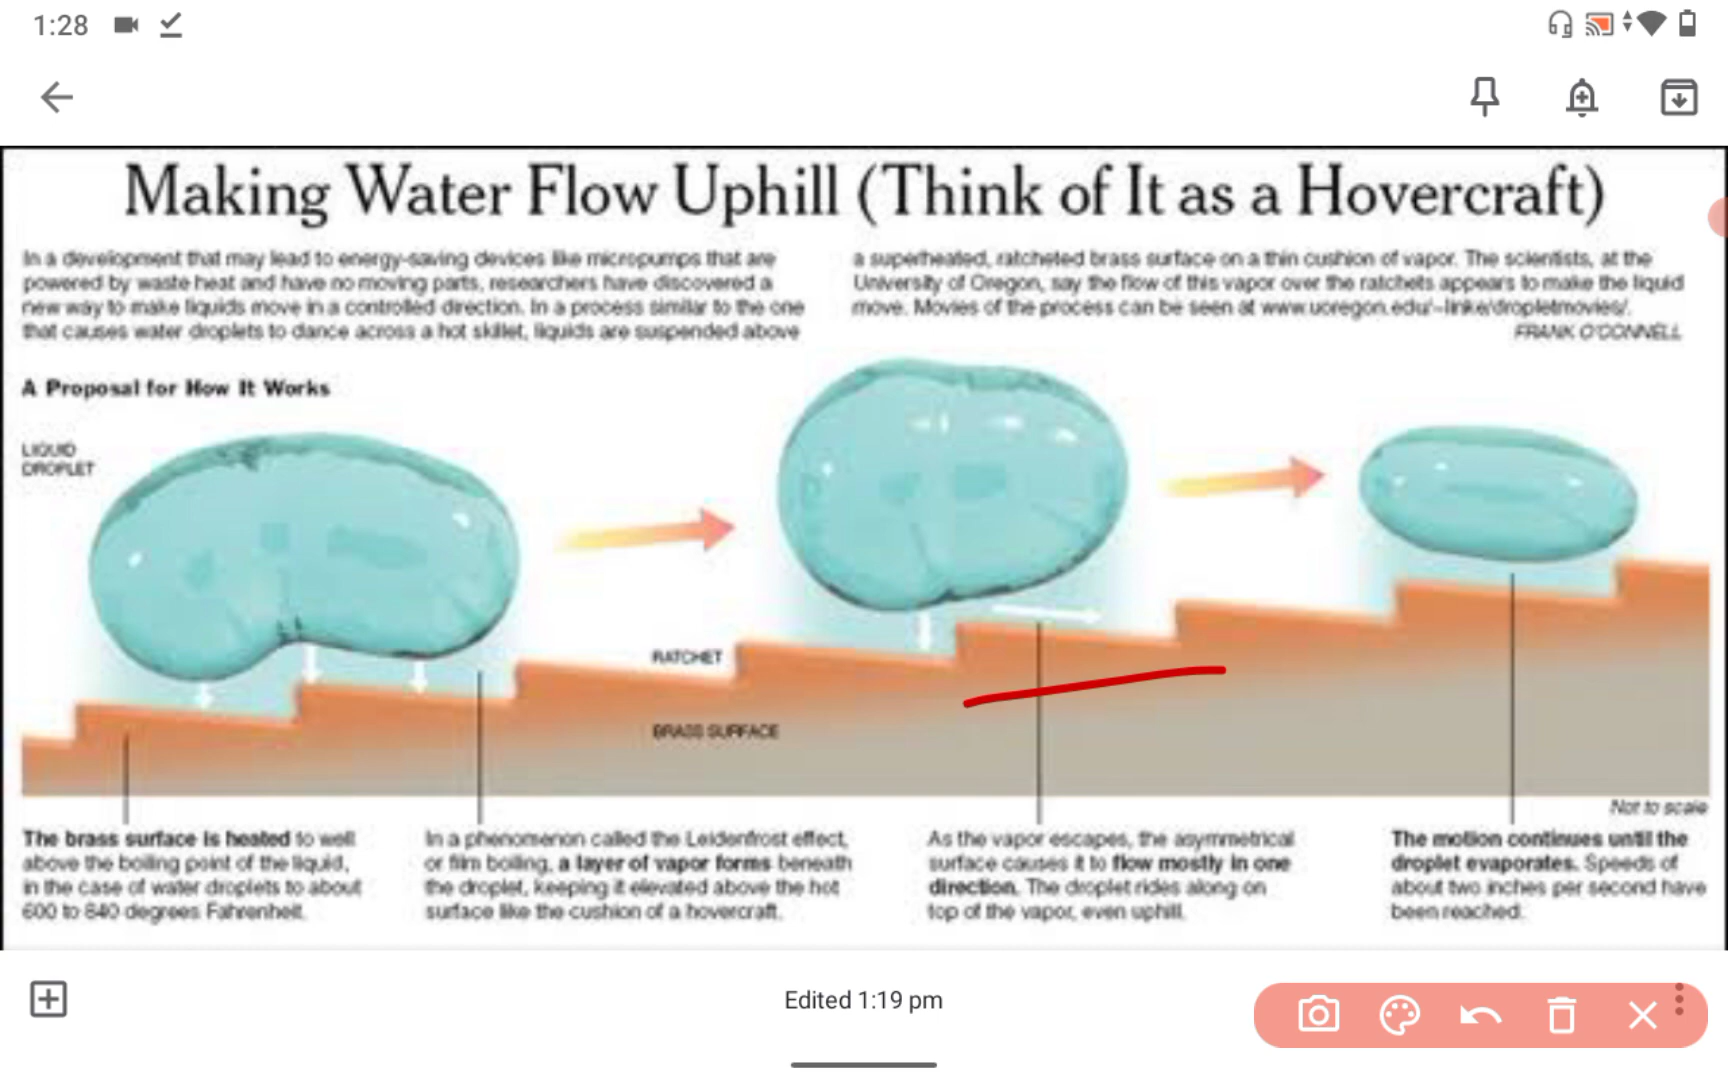 1:28
Making Water Flow Uphill (Think of It as a Hovercraft)
In a development that may lead to energy-saving devices like micropumps that are
powered by waste heat and have no moving parts, researchers have discovered a
new way to make liquids move in a controlled direction. In a process similar to the one
that causes water droplets to dance across a hot skillet, liquids are suspended above
a superheated, ratcheted brass surface on a thin cushion of vapor. The scientists, at the
University of Oregon, say the flow of this vapor over the ratchets appears to make the liquid
move. Movies of the process can be seen at www.uoregon.edu/~linke/dropletmovies/.
FRANK O'CONNELL
A Proposal for How It Works
LIQUID
DROPLET
RATCHET
BRASS SURFACE
Not to scale
The brass surface is heated to well
above the boiling point of the liquid,
in the case of water droplets to about
600 to 640 degrees Fahrenheit.
In a phenomenon called the Leidenfrost effect,
or film boiling, a layer of vapor forms beneath
the droplet, keeping it elevated above the hot
surface like the cushion of a hovercraft.
As the vapor escapes, the asymmetrical
surface causes it to flow mostly in one
direction. The droplet rides along on
top of the vapor, even uphill.
The motion continues until the
droplet evaporates. Speeds of
about two inches per second have
been reached.
Edited 1:19 pm